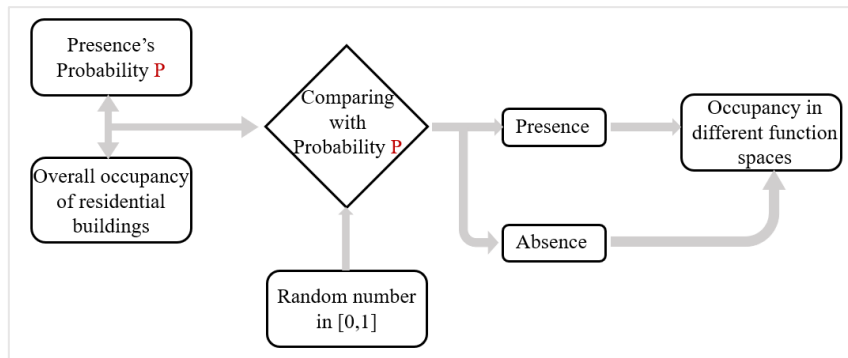 Presence's
Probability P
Overall occupancy
of residential
buildings
Comparing
with
Probability P
Random number
in [0,1]
Presence
Absence
Occupancy in
different function
spaces